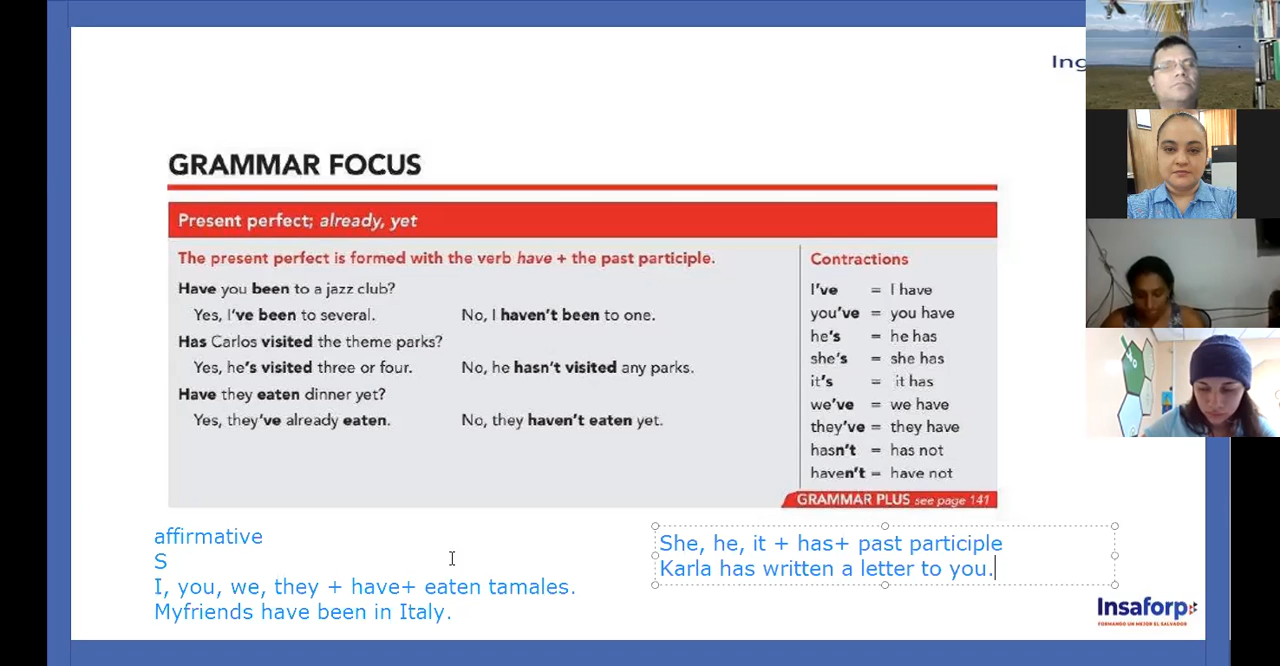 Ing
GRAMMAR FOCUS
Present perfect; already, yet
The present perfect is formed with the verb have + the past participle.
Have you been to a jazz club?
Yes, I've been to several. No, I haven't been to one.
Has Carlos visited the theme parks?
Yes, he's visited three or four. No, he hasn't visited any parks.
Have they eaten dinner yet?
Yes, they've already eaten. No, they haven't eaten yet.
Contractions
I've = I have
you've = you have
he's = he has
she's = she has
it's = it has
we've = we have
they've = they have
hasn't = has not
haven't = have not
GRAMMAR PLUS see page 141
affirmative
S
I, you, we, they + have+ eaten tamales.
Myfriends have been in Italy.
She, he, it + has+ past participle
Karla has written a letter to you.
Insaforp
FORMANDO UN MEJOR EL SALVADOR